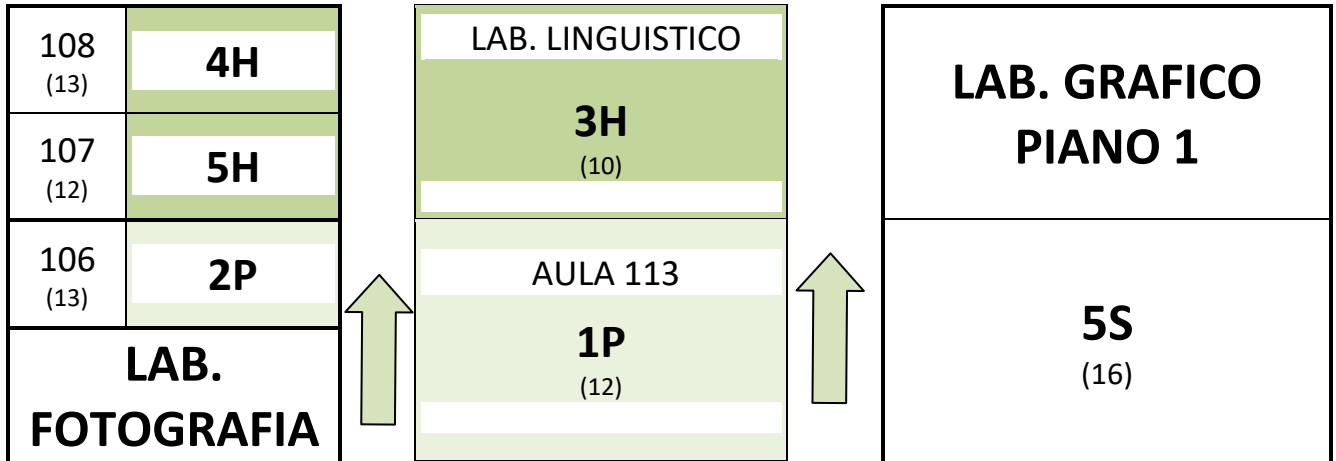 108
(13)
4H
107
(12)
5H
106
(13)
2P
LAB.
FOTOGRAFIA
LAB. LINGUISTICO
3H
(10)
AULA 113
1P
(12)
LAB. GRAFICO
PIANO 1
5S
(16)